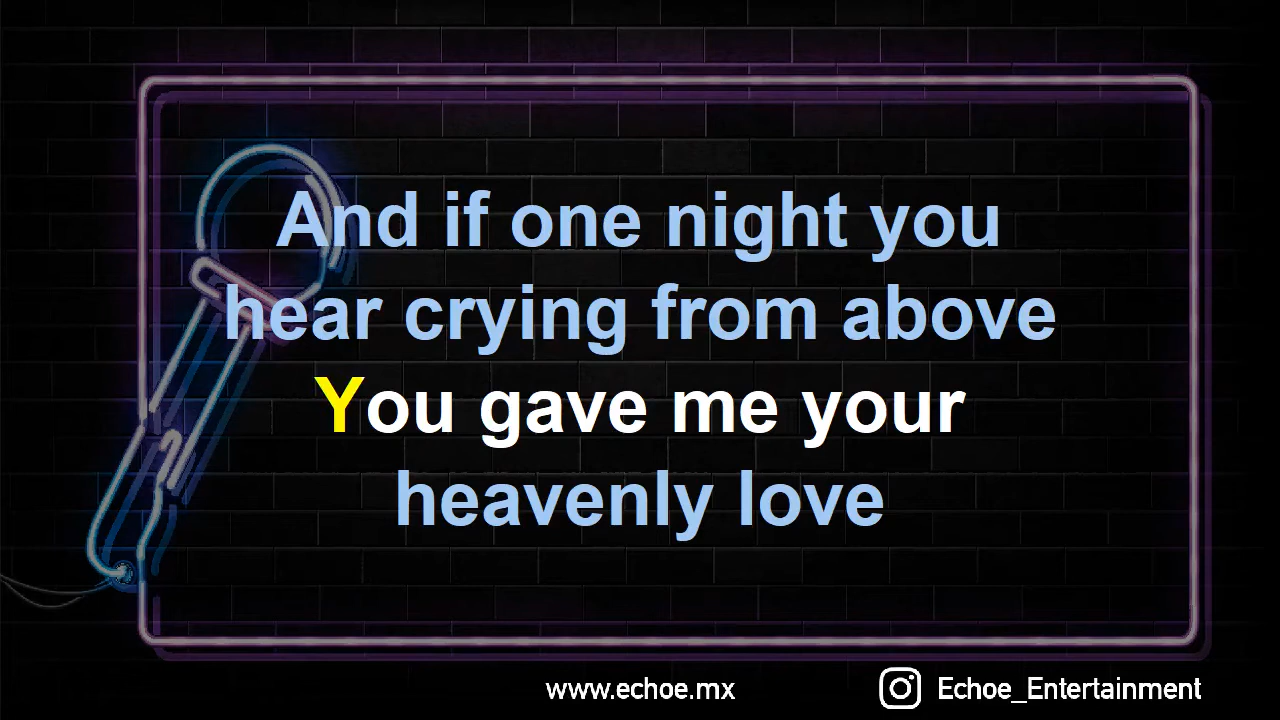 And if one night you
hear crying from above
You gave me your
heavenly love
www.echoe.mx
Echoe_Entertainment